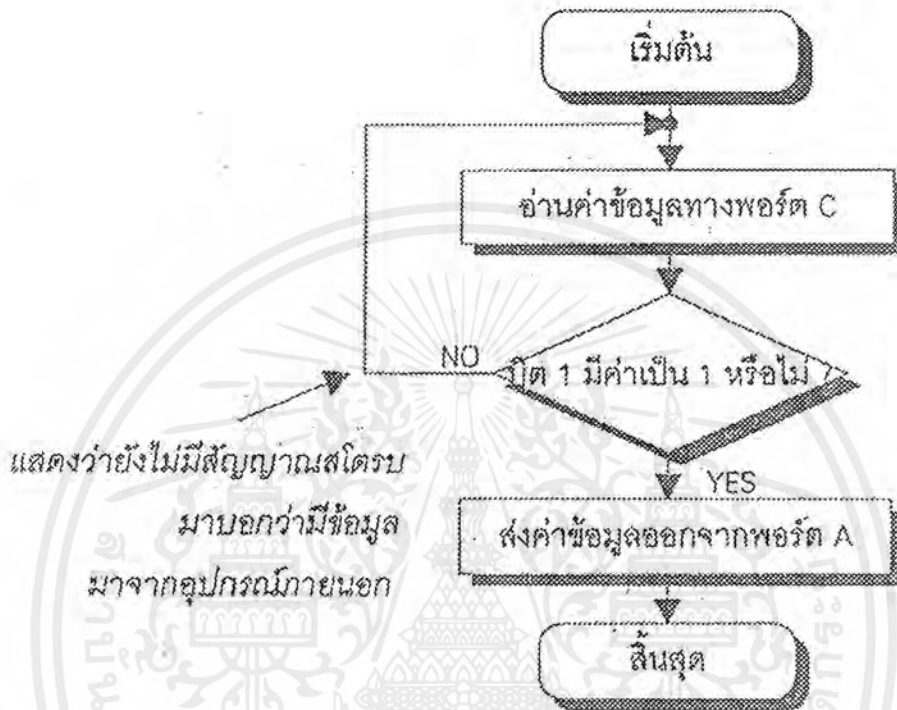 เริ่มต้น
อ่านค่าข้อมูลทางพอร์ต C
NO
บิต 1 มีค่าเป็น 1 หรือไม่ ?
แสดงว่ายังไม่มีสัญญาณสโตรบ
มาบอกว่ามีข้อมูล
มาจากอุปกรณ์ภายนอก
YES
ส่งค่าข้อมูลออกจากพอร์ต A
สิ้นสุด